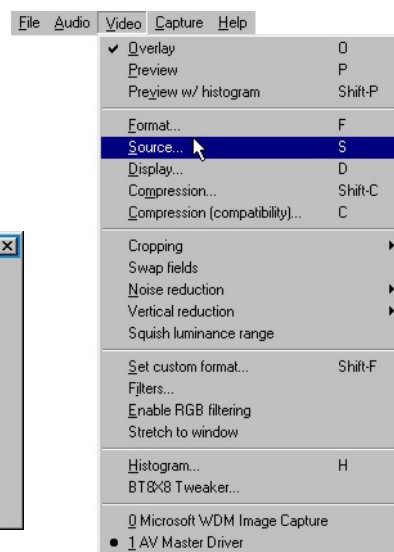 File Audio Video Capture Help
Overlay O
Preview P
Preview w/ histogram Shift-P
Format... F
Source... S
Display... D
Compression... Shift-C
Compression (compatibility)... C
Cropping
Swap fields
Noise reduction
Vertical reduction
Squish luminance range
Set custom format... Shift-F
Filters...
Enable RGB filtering
Stretch to window
Histogram... H
BT8X8 Tweaker...
0 Microsoft WDM Image Capture
1 AV Master Driver